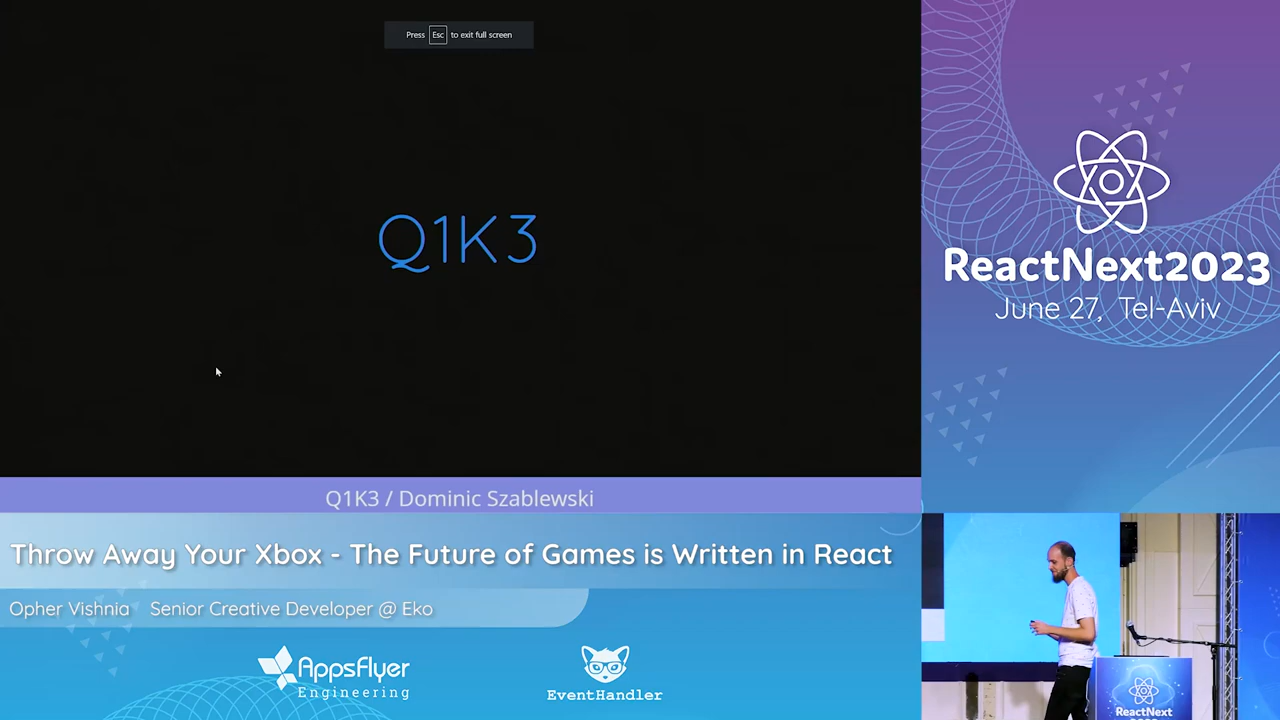 Press Esc to exit full screen
Q1K3
Q1K3 / Dominic Szablewski
ReactNext2023
June 27, Tel-Aviv
Throw Away Your Xbox - The Future of Games is Written in React
Opher Vishnia Senior Creative Developer @ Eko
AppsFlyer
Engineering
EventHandler
ReactNext